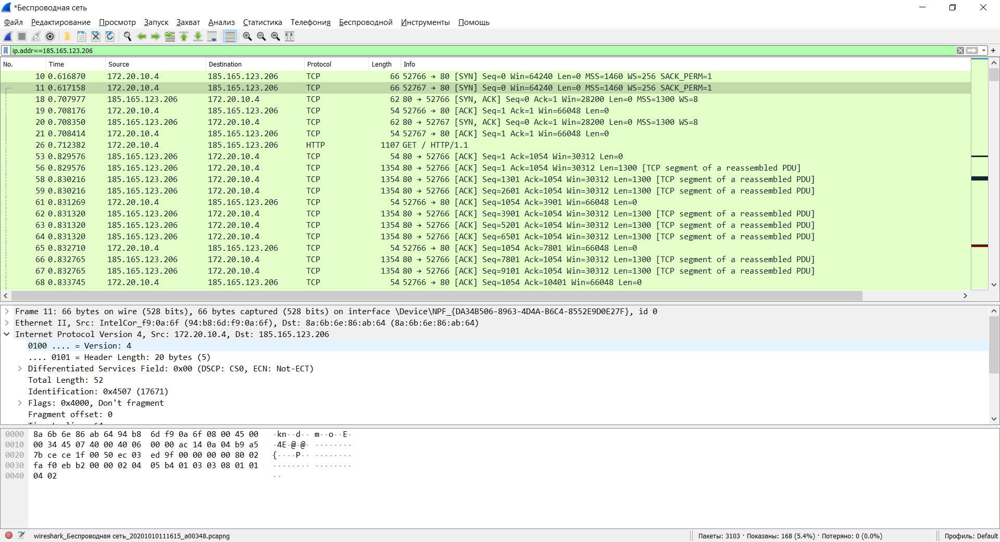 *Беспроводная сеть
Файл Редактирование Просмотр Запуск Захват Анализ Статистика Телефония Беспроводной Инструменты Помощь
ip.addr==185.165.123.206
No. Time Source Destination Protocol Length Info
10 0.616870 172.20.10.4 185.165.123.206 TCP 66 52766 → 80 [SYN] Seq=0 Win=64240 Len=0 MSS=1460 WS=256 SACK_PERM=1
11 0.617158 172.20.10.4 185.165.123.206 TCP 66 52767 → 80 [SYN] Seq=0 Win=64240 Len=0 MSS=1460 WS=256 SACK_PERM=1
18 0.707977 185.165.123.206 172.20.10.4 TCP 62 80 → 52766 [SYN, ACK] Seq=0 Ack=1 Win=28200 Len=0 MSS=1300 WS=8
19 0.708176 172.20.10.4 185.165.123.206 TCP 54 52766 → 80 [ACK] Seq=1 Ack=1 Win=66048 Len=0
20 0.708350 185.165.123.206 172.20.10.4 TCP 62 80 → 52767 [SYN, ACK] Seq=0 Ack=1 Win=28200 Len=0 MSS=1300 WS=8
21 0.708414 172.20.10.4 185.165.123.206 TCP 54 52767 → 80 [ACK] Seq=1 Ack=1 Win=66048 Len=0
26 0.712382 172.20.10.4 185.165.123.206 HTTP 1107 GET / HTTP/1.1
53 0.829576 185.165.123.206 172.20.10.4 TCP 54 80 → 52766 [ACK] Seq=1 Ack=1054 Win=30312 Len=0
56 0.829576 185.165.123.206 172.20.10.4 TCP 1354 80 → 52766 [ACK] Seq=1 Ack=1054 Win=30312 Len=1300 [TCP segment of a reassembled PDU]
58 0.830216 185.165.123.206 172.20.10.4 TCP 1354 80 → 52766 [ACK] Seq=1301 Ack=1054 Win=30312 Len=1300 [TCP segment of a reassembled PDU]
59 0.830216 185.165.123.206 172.20.10.4 TCP 1354 80 → 52766 [ACK] Seq=2601 Ack=1054 Win=30312 Len=1300 [TCP segment of a reassembled PDU]
61 0.831269 172.20.10.4 185.165.123.206 TCP 54 52766 → 80 [ACK] Seq=1054 Ack=3901 Win=66048 Len=0
62 0.831320 185.165.123.206 172.20.10.4 TCP 1354 80 → 52766 [ACK] Seq=3901 Ack=1054 Win=30312 Len=1300 [TCP segment of a reassembled PDU]
63 0.831320 185.165.123.206 172.20.10.4 TCP 1354 80 → 52766 [ACK] Seq=5201 Ack=1054 Win=30312 Len=1300 [TCP segment of a reassembled PDU]
64 0.831320 185.165.123.206 172.20.10.4 TCP 1354 80 → 52766 [ACK] Seq=6501 Ack=1054 Win=30312 Len=1300 [TCP segment of a reassembled PDU]
65 0.832710 172.20.10.4 185.165.123.206 TCP 54 52766 → 80 [ACK] Seq=1054 Ack=7801 Win=66048 Len=0
66 0.832765 185.165.123.206 172.20.10.4 TCP 1354 80 → 52766 [ACK] Seq=7801 Ack=1054 Win=30312 Len=1300 [TCP segment of a reassembled PDU]
67 0.832765 185.165.123.206 172.20.10.4 TCP 1354 80 → 52766 [ACK] Seq=9101 Ack=1054 Win=30312 Len=1300 [TCP segment of a reassembled PDU]
68 0.833745 172.20.10.4 185.165.123.206 TCP 54 52766 → 80 [ACK] Seq=1054 Ack=10401 Win=66048 Len=0
Frame 11: 66 bytes on wire (528 bits), 66 bytes captured (528 bits) on interface \Device\NPF_{DA34B506-8963-4D4A-B6C4-8552E9D0E27F}, id 0
Ethernet II, Src: IntelCor_f9:0a:6f (94:b8:6d:f9:0a:6f), Dst: 8a:6b:6e:86:ab:64 (8a:6b:6e:86:ab:64)
Internet Protocol Version 4, Src: 172.20.10.4, Dst: 185.165.123.206
0100 .... = Version: 4
.... 0101 = Header Length: 20 bytes (5)
Differentiated Services Field: 0x00 (DSCP: CS0, ECN: Not-ECT)
Total Length: 52
Identification: 0x4507 (17671)
Flags: 0x4000, Don't fragment
Fragment offset: 0
0000 8a 6b 6e 86 ab 64 94 b8 6d f9 0a 6f 08 00 45 00 ·kn··d·· m··o··E·
0010 00 34 45 07 40 00 40 06 00 00 ac 14 0a 04 b9 a5 ·4E·@·@· ········
0020 7b ce ce 1f 00 50 ec 03 ed 9f 00 00 00 00 80 02 {····P·· ········
0030 fa f0 eb b2 00 00 02 04 05 b4 01 03 03 08 01 01 ········ ········
0040 04 02 ··
wireshark_Беспроводная сеть_20201010111615_a00348.pcapng Пакеты: 3103 · Показаны: 168 (5.4%) · Потеряно: 0 (0.0%) Профиль: Default